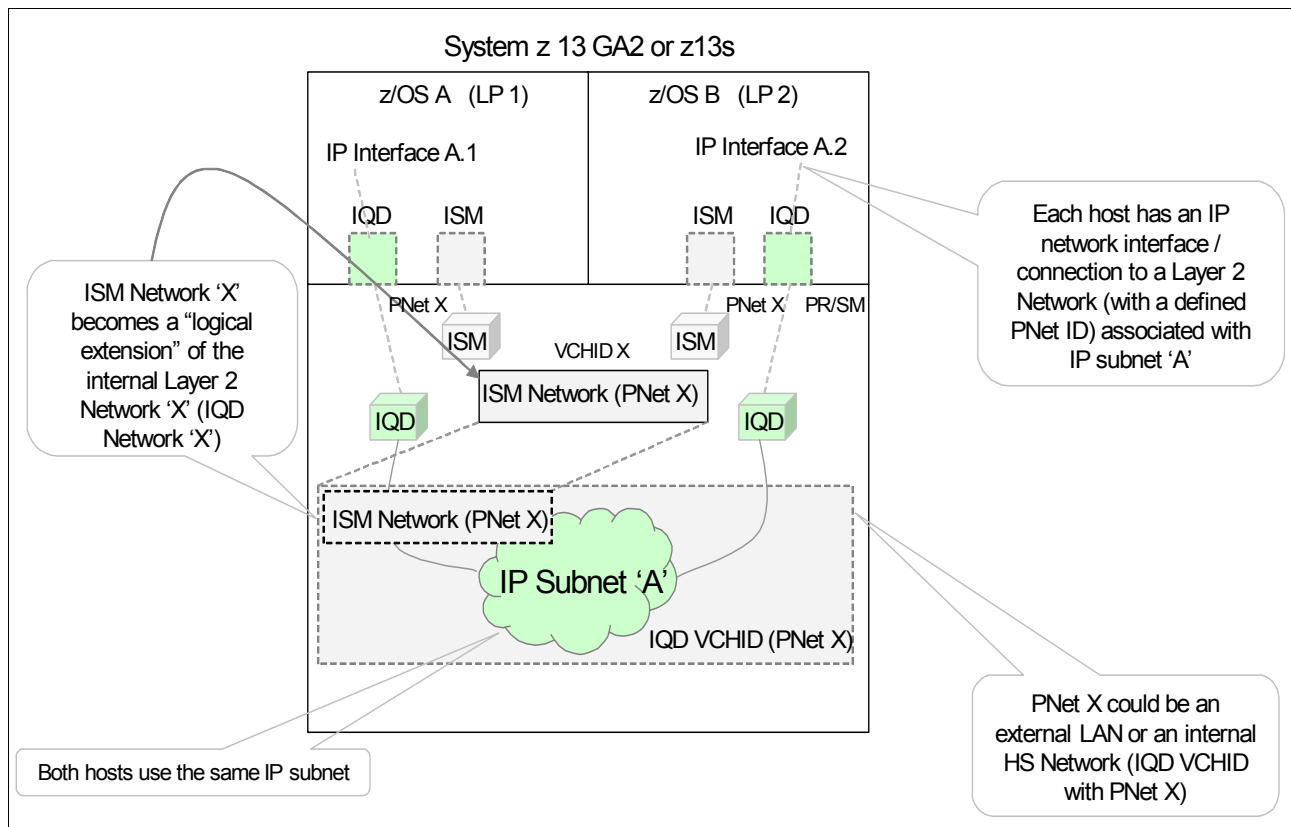 System z 13 GA2 or z13s
z/OS A (LP 1)
z/OS B (LP 2)
IP Interface A.1
IP Interface A.2
IQD
ISM
ISM
IQD
Each host has an IP
network interface /
connection to a Layer 2
Network (with a defined
PNet ID) associated with
IP subnet ‘A’
ISM Network ‘X’
becomes a “logical
extension” of the
internal Layer 2
Network ‘X’ (IQD
Network ‘X’)
PNet X
PNet X
PR/SM
ISM
ISM
VCHID X
ISM Network (PNet X)
IQD
IQD
ISM Network (PNet X)
IP Subnet ‘A’
IQD VCHID (PNet X)
PNet X could be an
external LAN or an internal
HS Network (IQD VCHID
with PNet X)
Both hosts use the same IP subnet